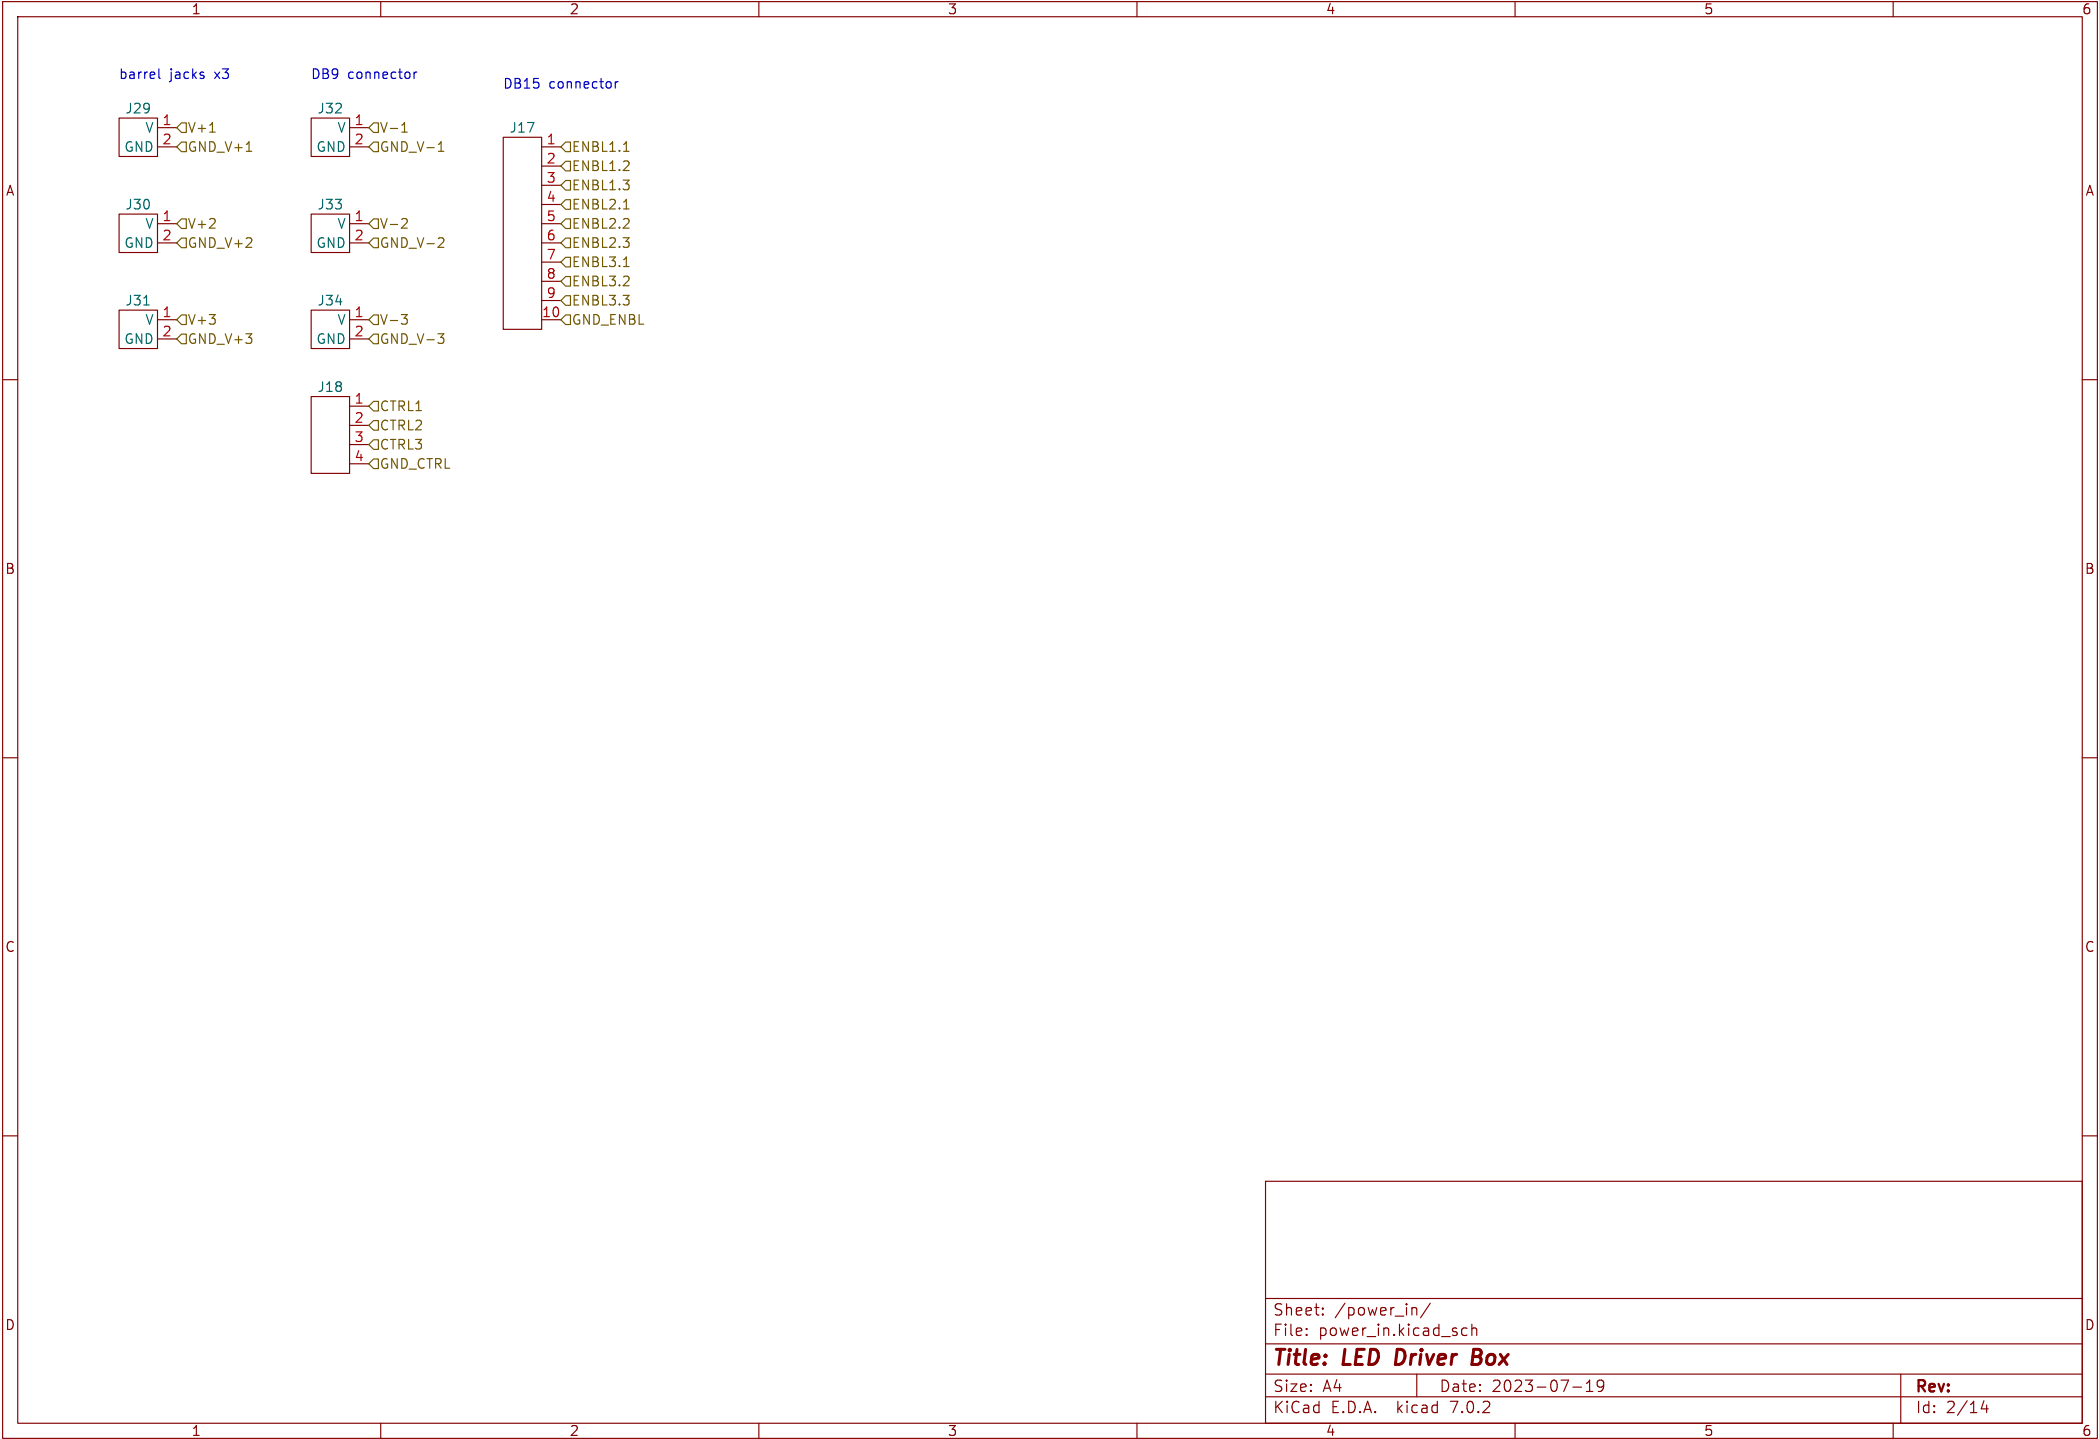 1 2 3 4 5 6
barrel jacks x3
J29
V 1 V+1
GND 2 GND_V+1
J30
V 1 V+2
GND 2 GND_V+2
J31
V 1 V+3
GND 2 GND_V+3
DB9 connector
J32
V 1 V-1
GND 2 GND_V-1
J33
V 1 V-2
GND 2 GND_V-2
J34
V 1 V-3
GND 2 GND_V-3
J18
1 CTRL1
2 CTRL2
3 CTRL3
4 GND_CTRL
DB15 connector
J17
1 ENBL1.1
2 ENBL1.2
3 ENBL1.3
4 ENBL2.1
5 ENBL2.2
6 ENBL2.3
7 ENBL3.1
8 ENBL3.2
9 ENBL3.3
10 GND_ENBL
A A
B B
C C
D D
Sheet: /power_in/
File: power_in.kicad_sch
Title: LED Driver Box
Size: A4 Date: 2023-07-19 Rev:
KiCad E.D.A. kicad 7.0.2 Id: 2/14
1 2 3 4 5 6